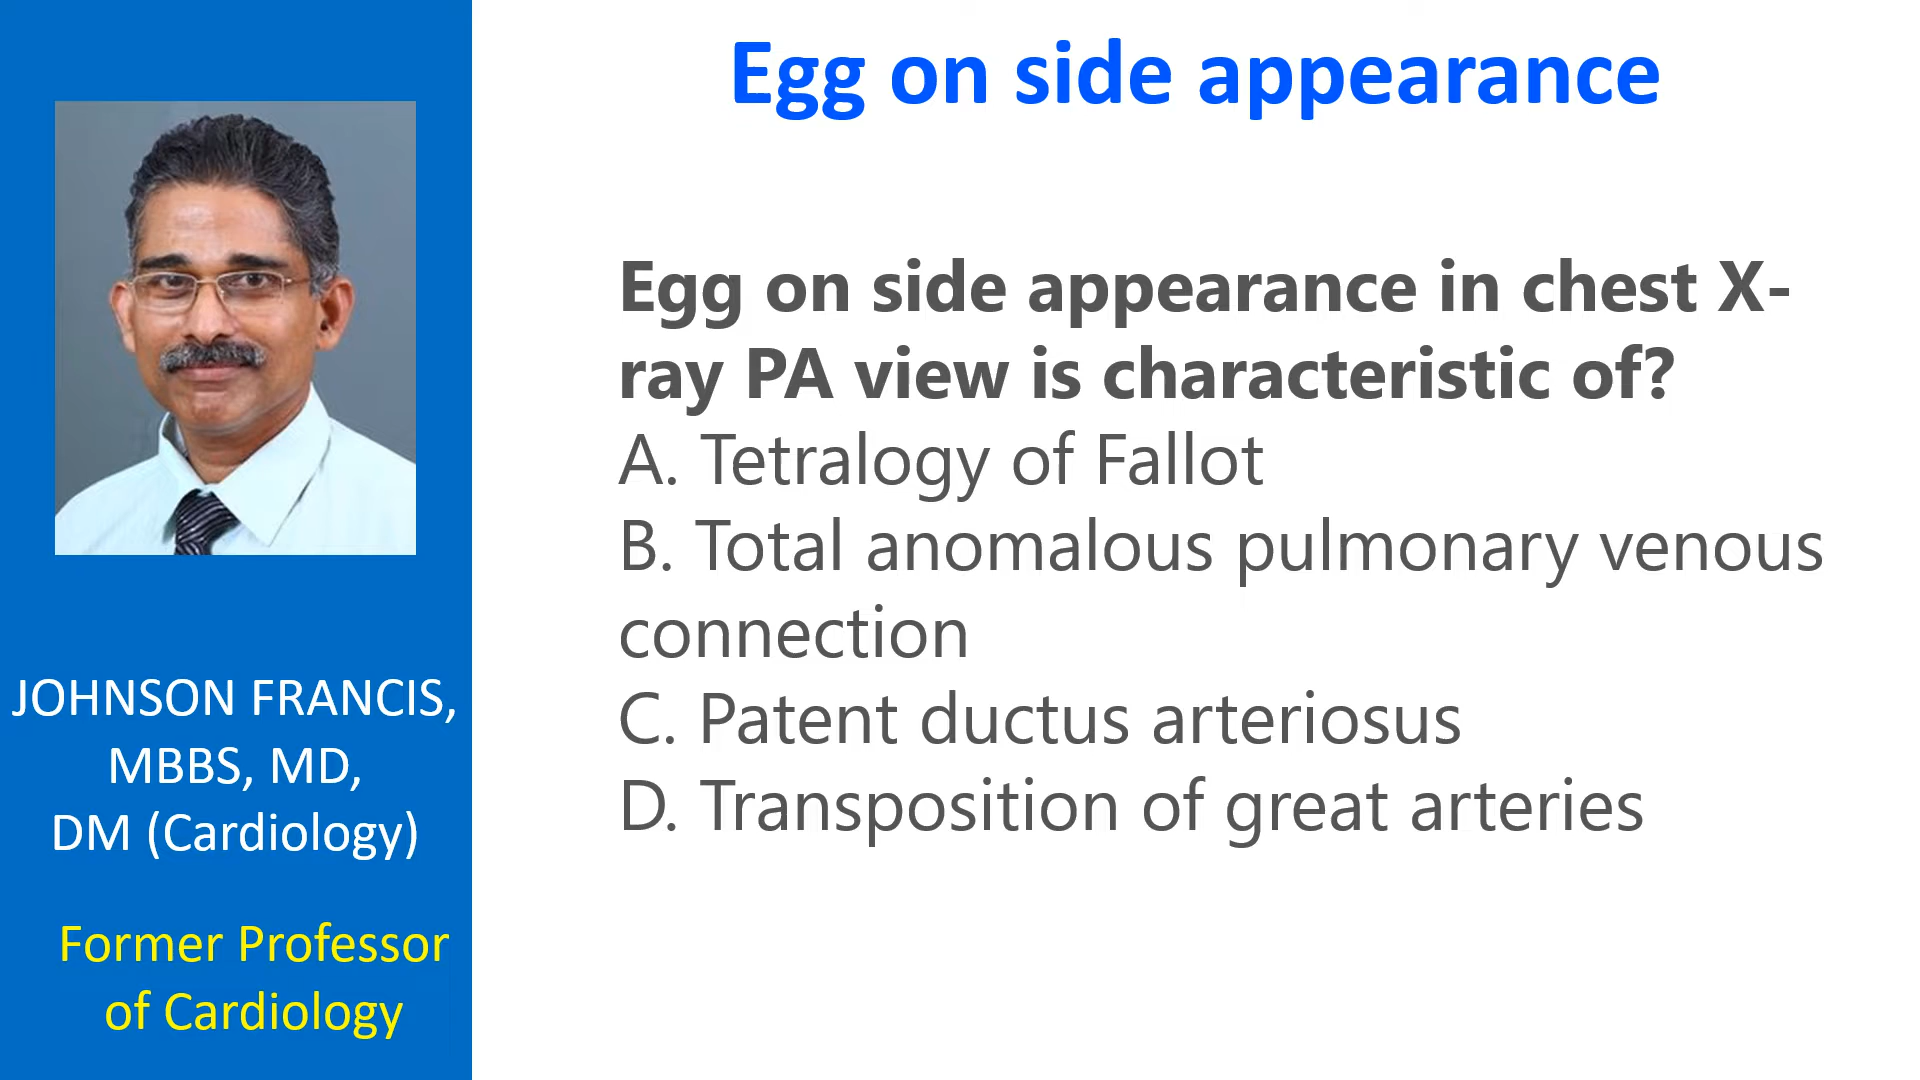 Egg on side appearance
Egg on side appearance in chest X-
ray PA view is characteristic of?
A. Tetralogy of Fallot
B. Total anomalous pulmonary venous
connection
C. Patent ductus arteriosus
D. Transposition of great arteries
JOHNSON FRANCIS,
MBBS, MD,
DM (Cardiology)
Former Professor
of Cardiology